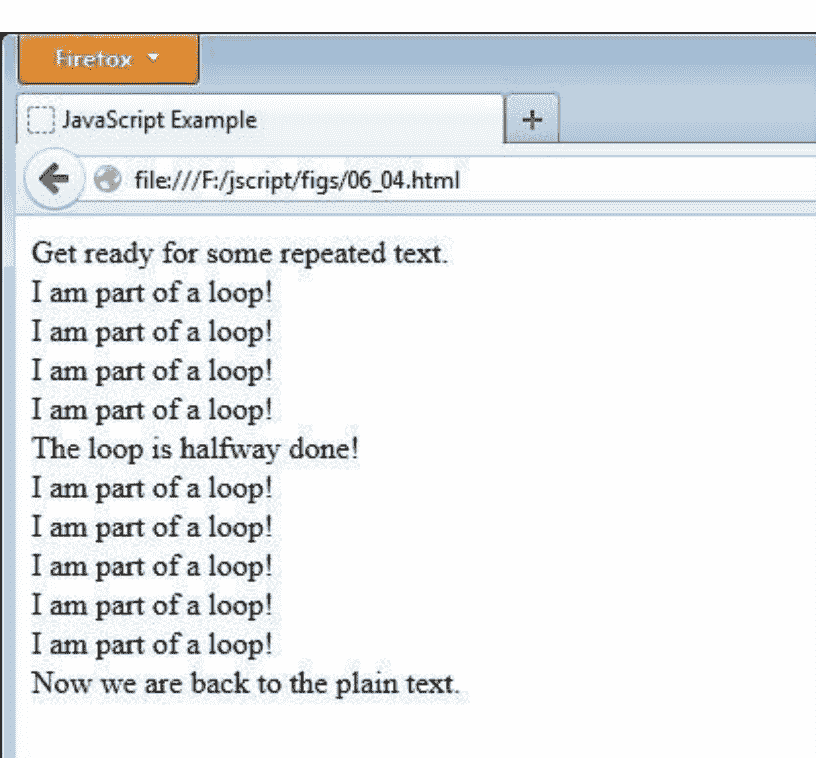 Firefox
JavaScript Example
file:///F:/jscript/figs/06_04.html
Get ready for some repeated text.
I am part of a loop!
I am part of a loop!
I am part of a loop!
I am part of a loop!
The loop is halfway done!
I am part of a loop!
I am part of a loop!
I am part of a loop!
I am part of a loop!
I am part of a loop!
Now we are back to the plain text.